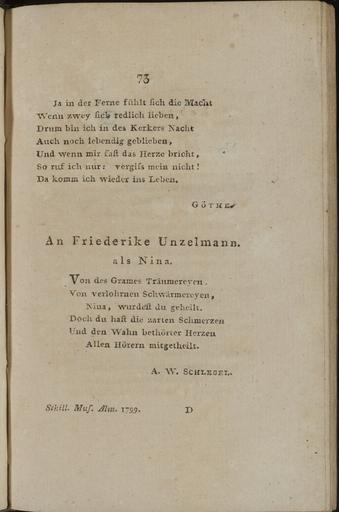 73
Ja in der Ferne fühlt ſich die Macht
Wenn zwey ſich redlich lieben,
Drum bin ich in des Kerkers Nacht
Auch noch lebendig geblieben,
Und wenn mir faſt das Herze bricht,
So ruf ich nur: vergiſs mein nicht!
Da komm ich wieder ins Leben.
GÖTHE.
An Friederike Unzelmann.
als Nina.
Von des Grames Träumereyen,
Von verlohrnen Schwärmereyen,
Nina, wurdeſt du geheilt.
Doch du haſt die zarten Schmerzen
Und den Wahn bethörter Herzen
Allen Hörern mitgetheilt.
A. W. SCHLEGEL.
Schill. Muſ. Alm. 1799. D